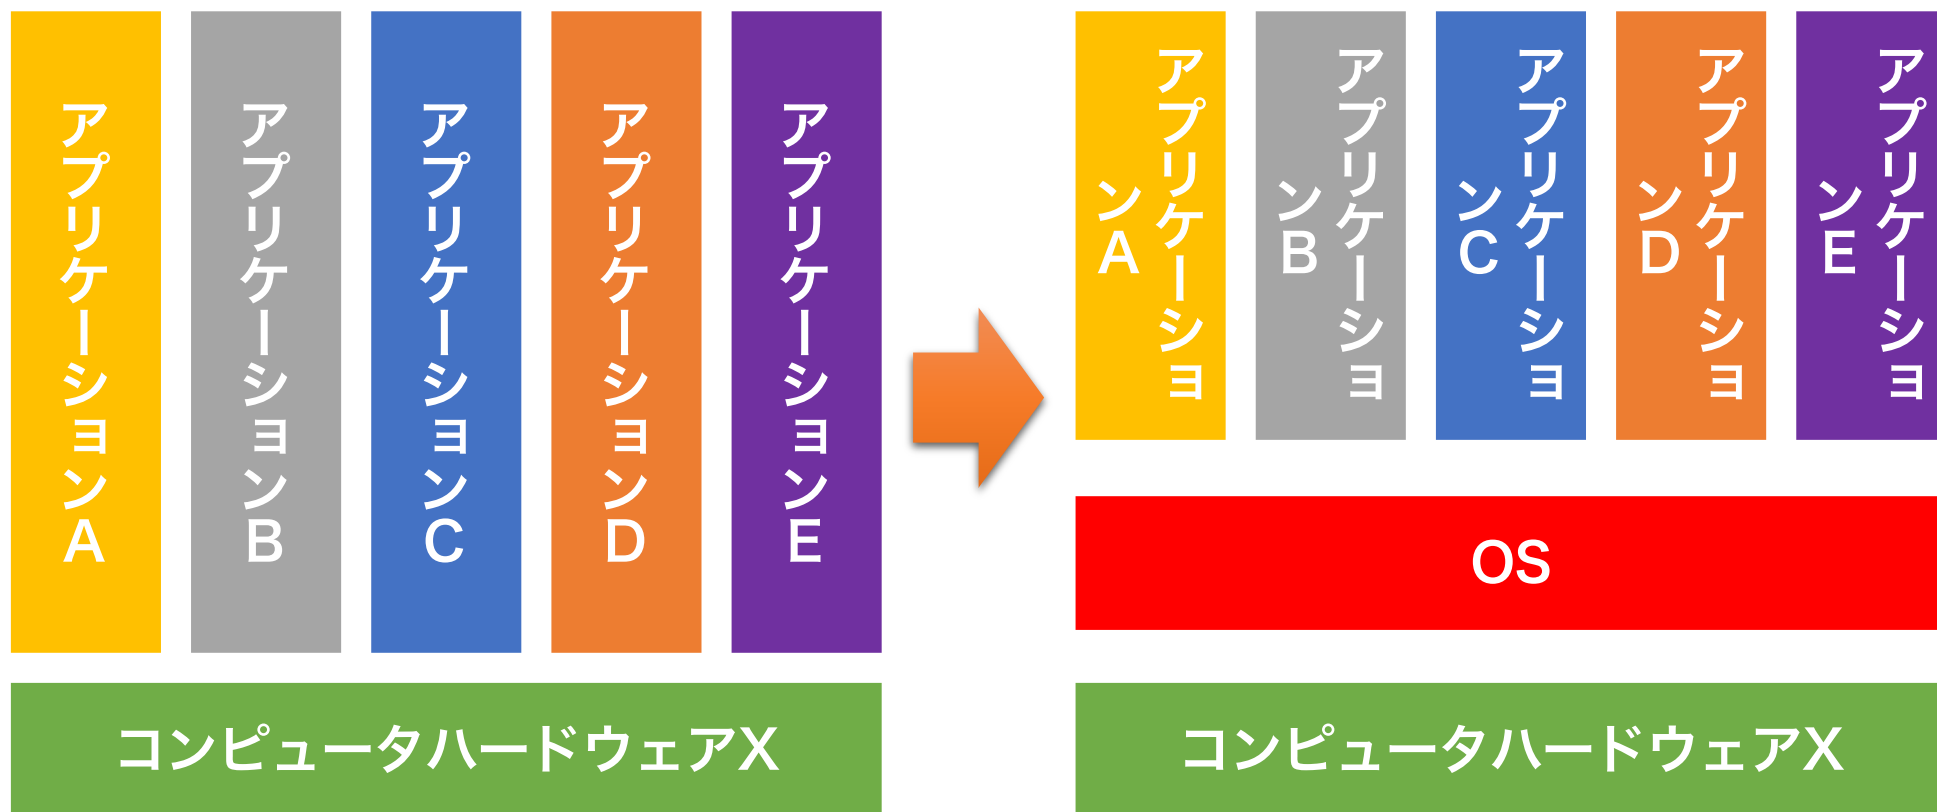 アプリケーションA
アプリケーションB
アプリケーションC
アプリケーションD
アプリケーションE
コンピュータハードウェアX
アプリケーショ
ンA
アプリケーショ
ンB
アプリケーショ
ンC
アプリケーショ
ンD
アプリケーショ
ンE
OS
コンピュータハードウェアX